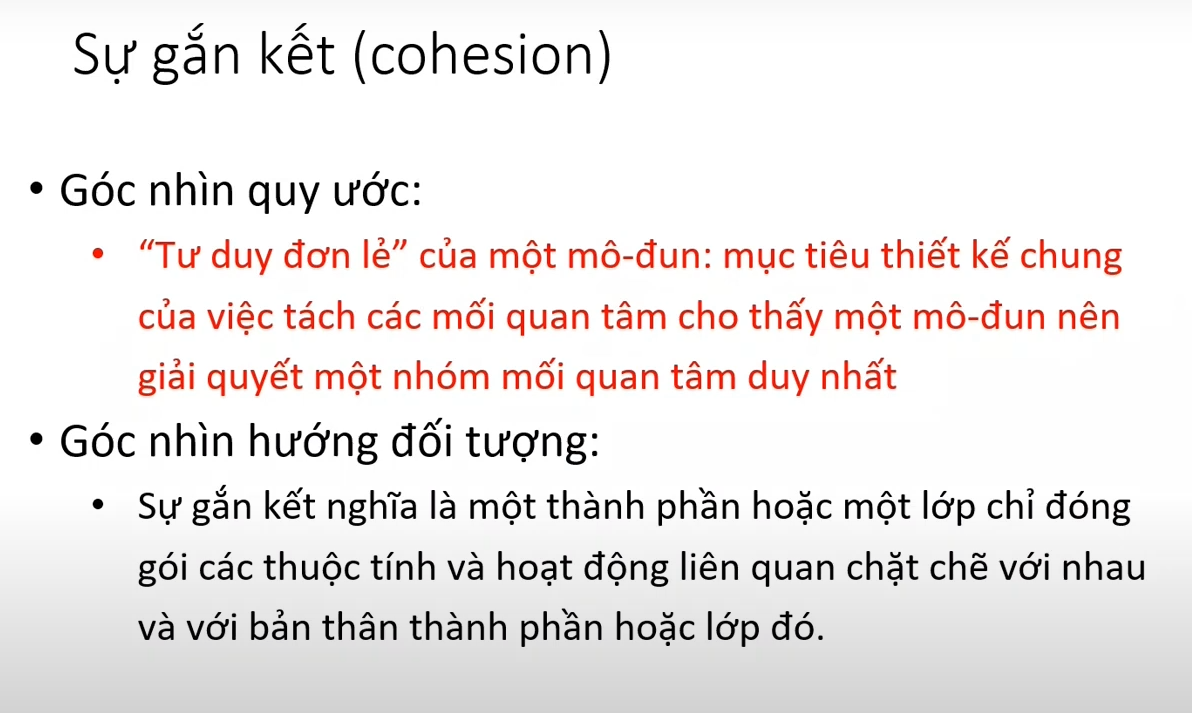 Sự gắn kết (cohesion)
• Góc nhìn quy ước:
• “Tư duy đơn lẻ” của một mô-đun: mục tiêu thiết kế chung
của việc tách các mối quan tâm cho thấy một mô-đun nên
giải quyết một nhóm mối quan tâm duy nhất
• Góc nhìn hướng đối tượng:
• Sự gắn kết nghĩa là một thành phần hoặc một lớp chỉ đóng
gói các thuộc tính và hoạt động liên quan chặt chẽ với nhau
và với bản thân thành phần hoặc lớp đó.